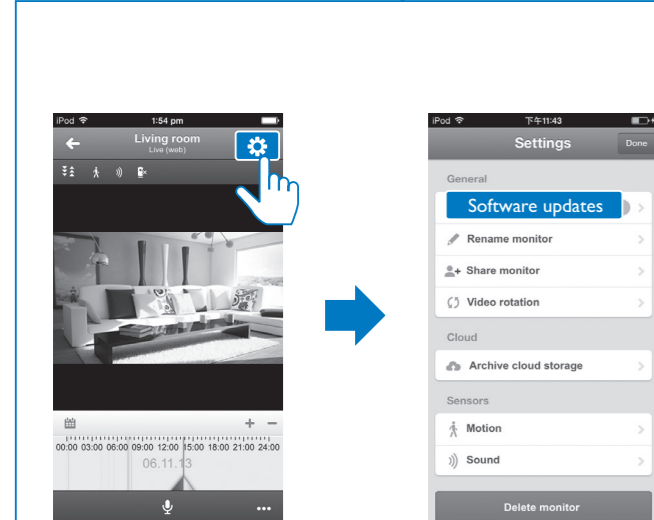 iPod 1:54 pm
Living room
Live (web)
00:00 03:00 06:00 09:00 12:00 15:00 18:00 21:00 24:00
06.11.13
iPod 下午11:43
Settings Done
General
Software updates
Rename monitor
Share monitor
Video rotation
Cloud
Archive cloud storage
Sensors
Motion
Sound
Delete monitor